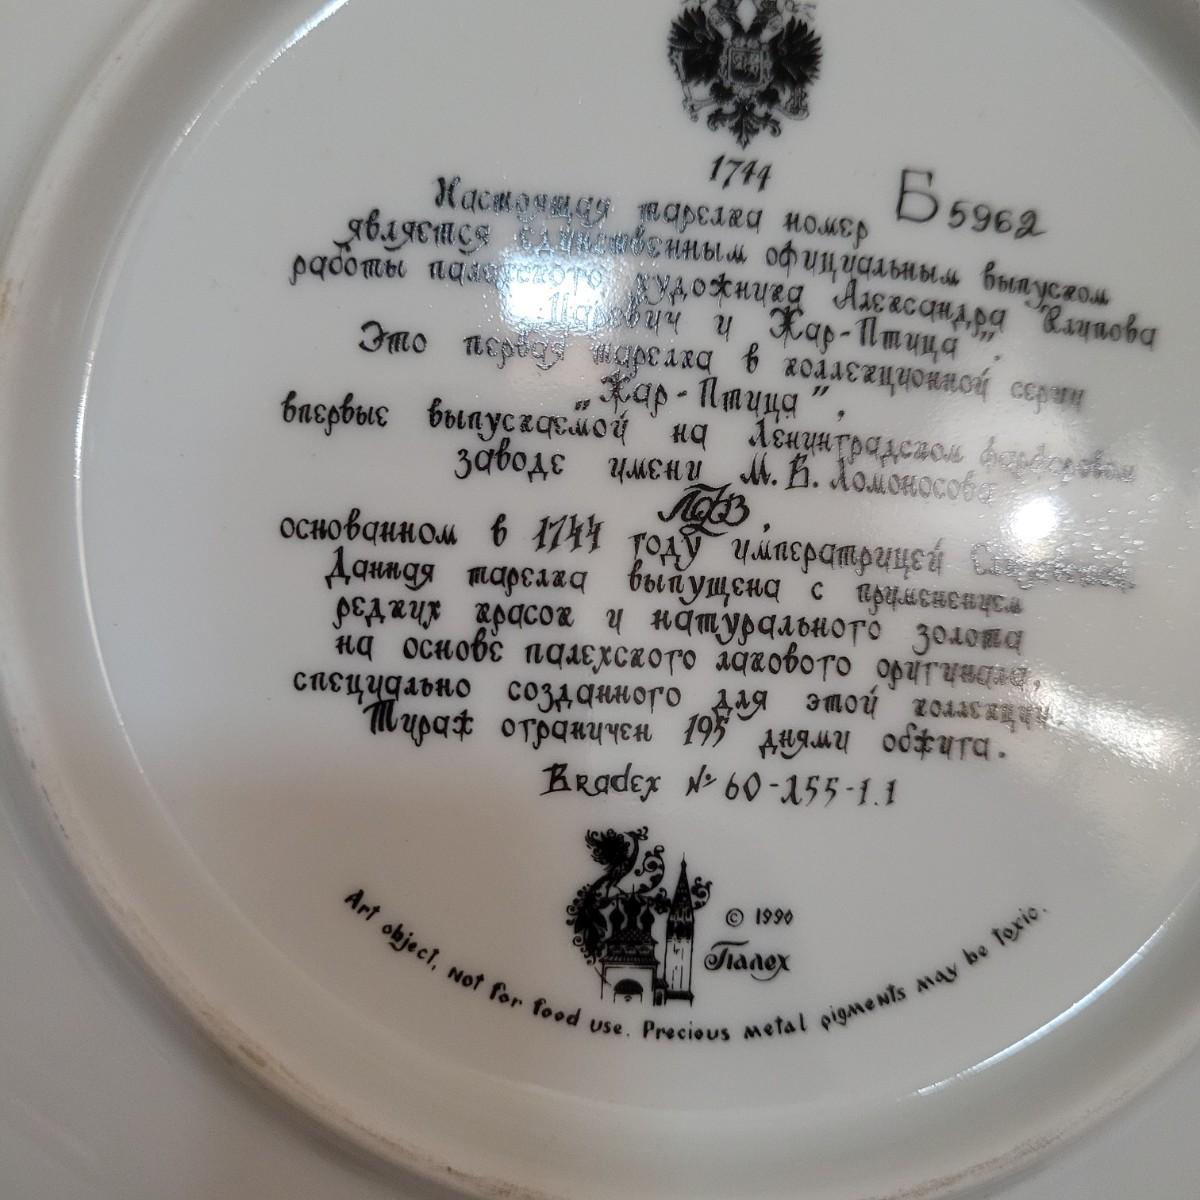 1744
Настоящая тарелка номер Б5962
является единственным официальным выпуском
работы палехского художника Александра
Царевич и Жар-Птица”.
Это первая тарелка в коллекционной серии
„Жар-Птица”,
впервые выпускаемой на Ленинградском фарфоровом
заводе имени М.В. Ломоносова
ЛФЗ,
основанном в 1744 году императрицей
Данная тарелка выпущена с применением
редких красок и натурального золота
на основе палехского лакового оригинала,
специально созданного для этой коллекции.
Тираж ограничен 195 днями обжига.
Bradex № 60-255-1.1
© 1990
Палех
Art object. Not for food use. Precious metal pigments may be toxic.